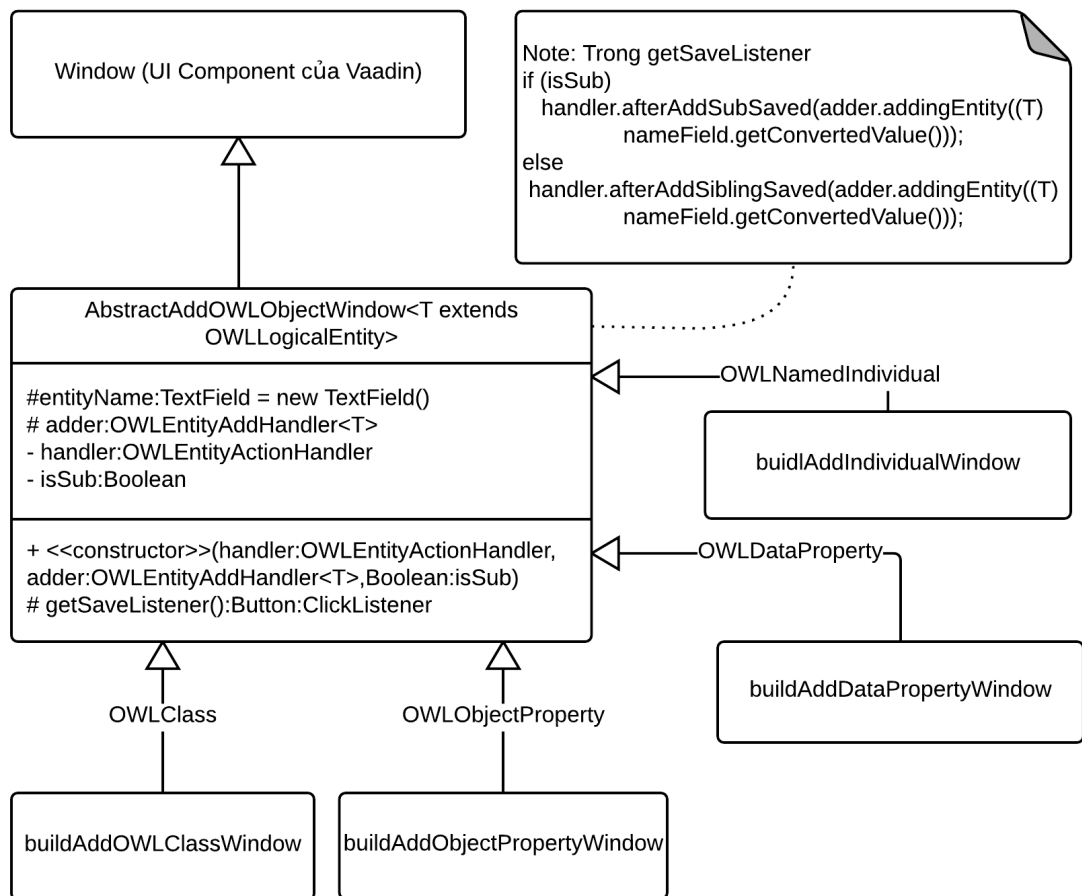 Window (UI Component của Vaadin)
Note: Trong getSaveListener
if (isSub)
handler.afterAddSubSaved(adder.addingEntity((T)
nameField.getConvertedValue()));
else
handler.afterAddSiblingSaved(adder.addingEntity((T)
nameField.getConvertedValue()));
AbstractAddOWLObjectWindow<T extends
OWLLogicalEntity>
#entityName:TextField = new TextField()
# adder:OWLEntityAddHandler<T>
- handler:OWLEntityActionHandler
- isSub:Boolean
+ <<constructor>>(handler:OWLEntityActionHandler,
adder:OWLEntityAddHandler<T>,Boolean:isSub)
# getSaveListener():Button:ClickListener
OWLNamedIndividual
buidlAddIndividualWindow
OWLDataProperty
buildAddDataPropertyWindow
OWLClass
OWLObjectProperty
buildAddOWLClassWindow
buildAddObjectPropertyWindow